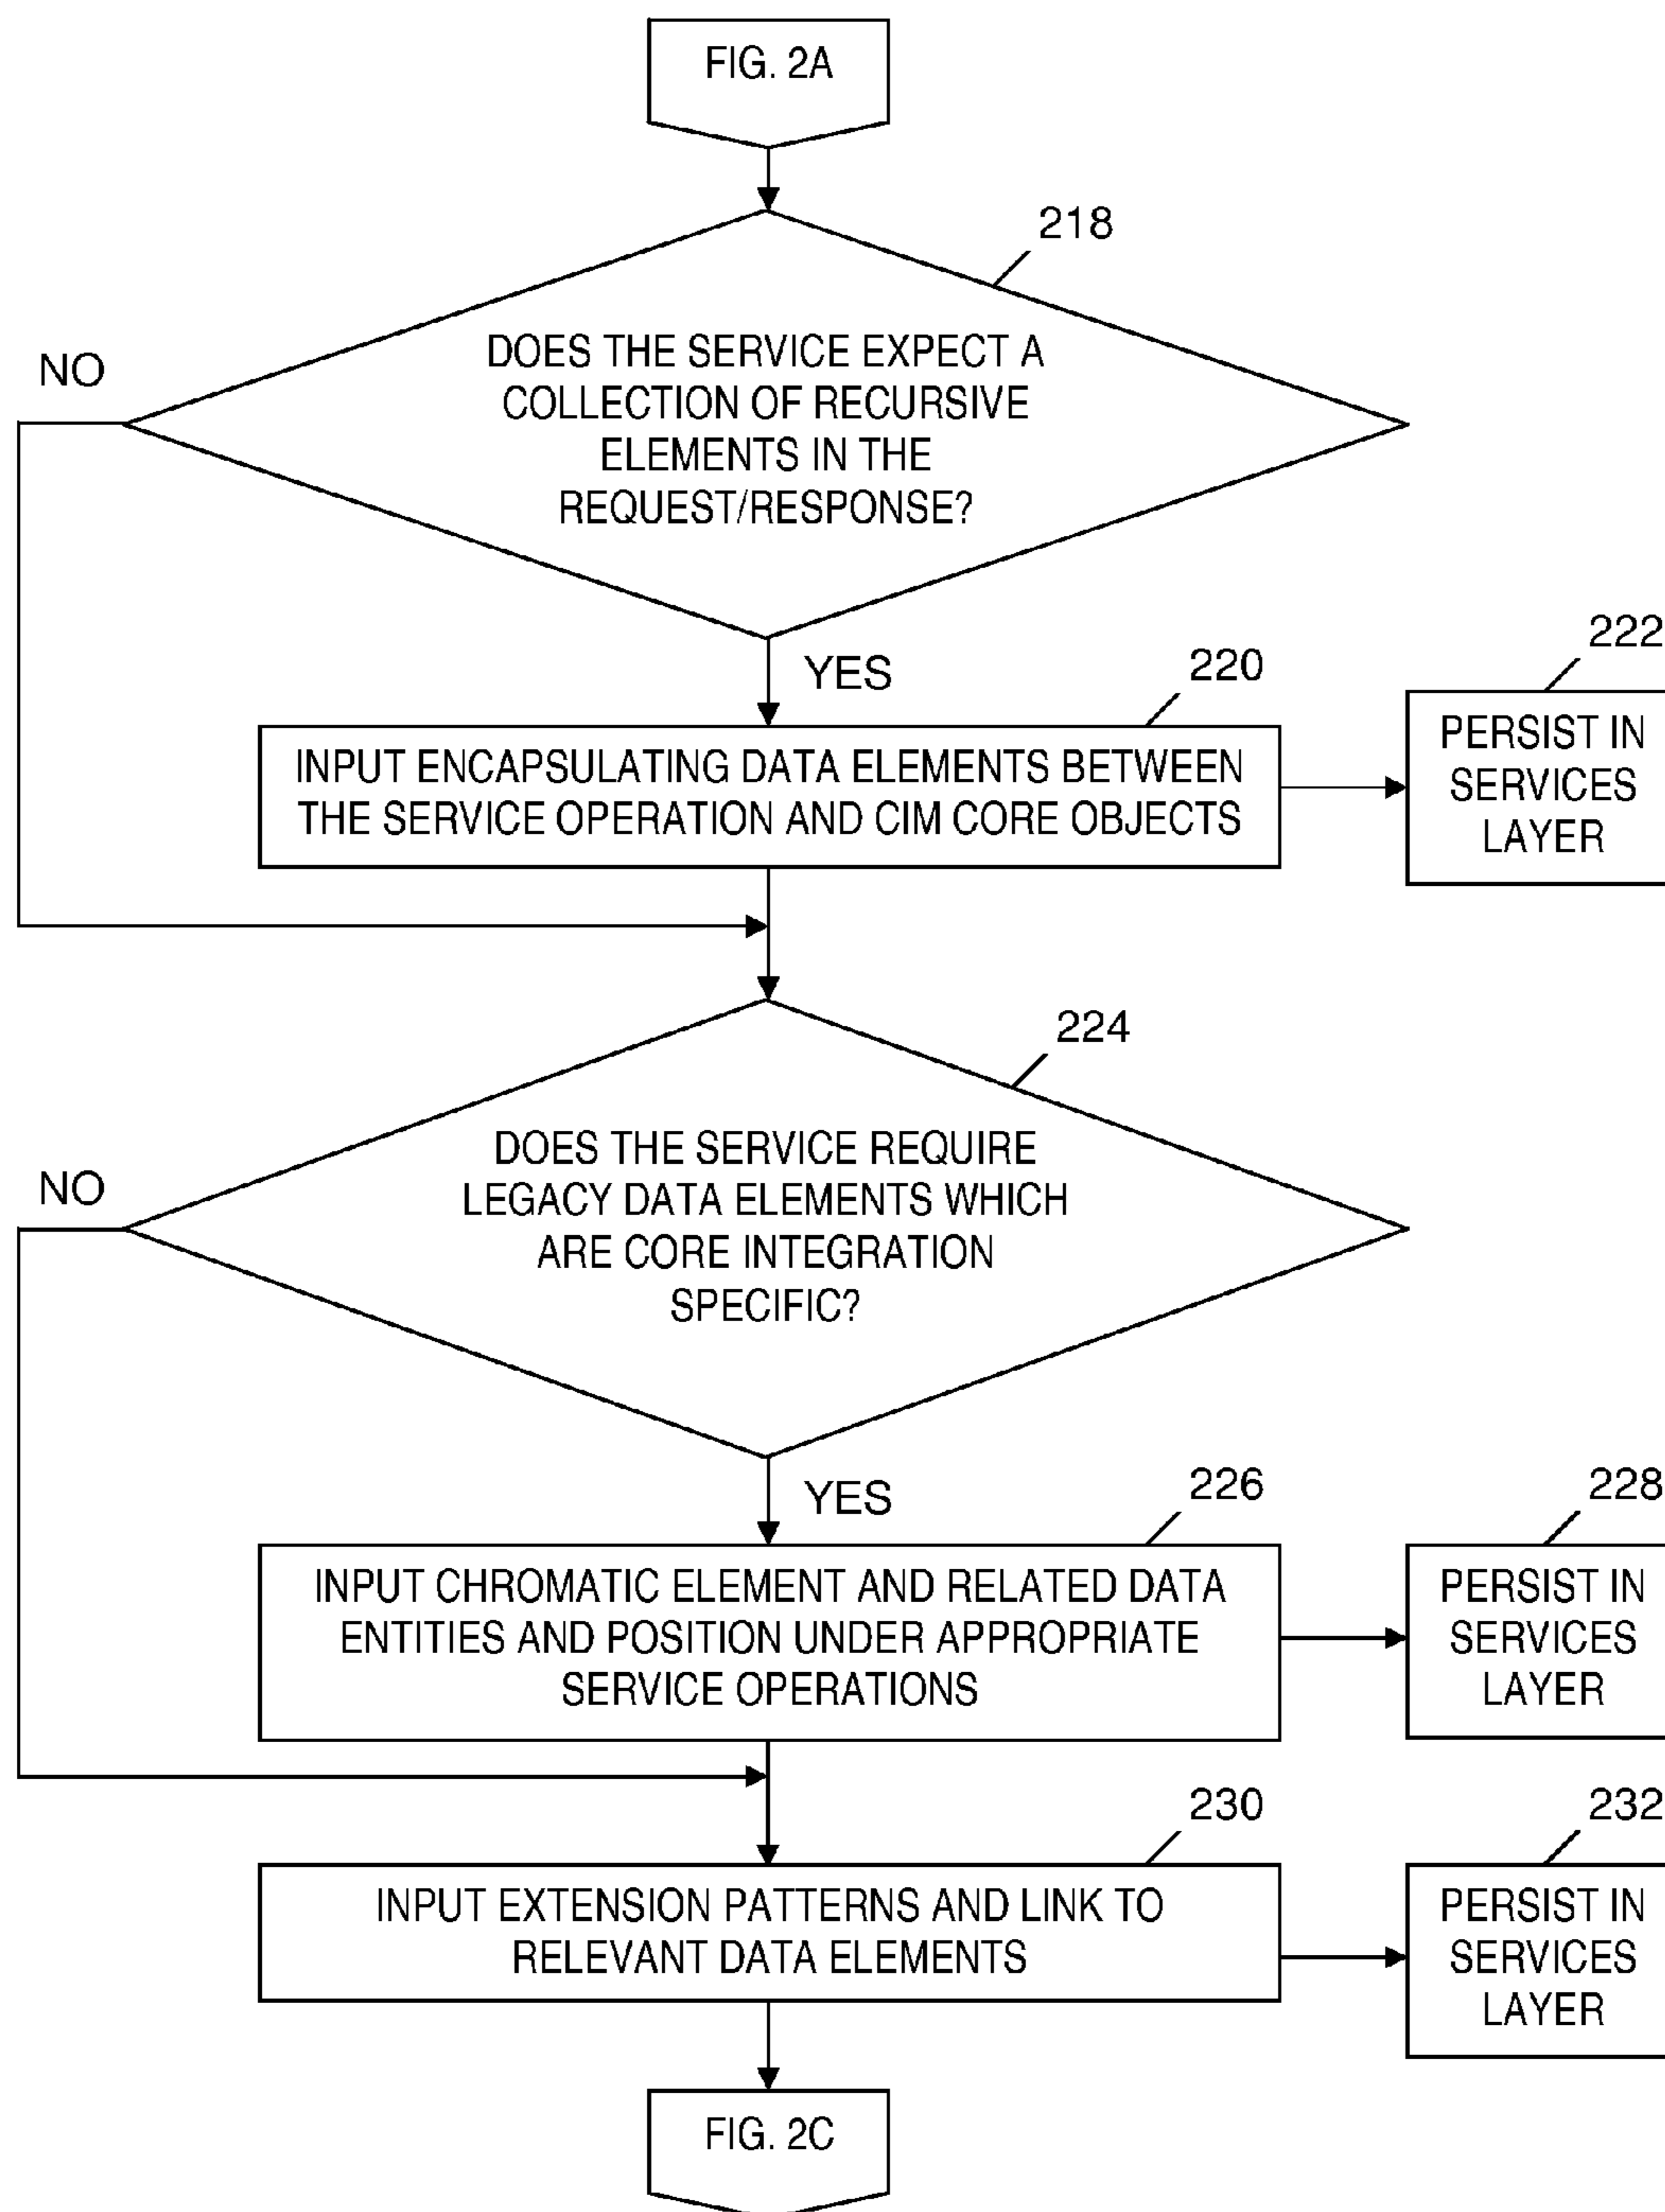 FIG. 2A
218
DOES THE SERVICE EXPECT A
COLLECTION OF RECURSIVE
ELEMENTS IN THE
REQUEST/RESPONSE?
NO
YES
220
222
INPUT ENCAPSULATING DATA ELEMENTS BETWEEN
THE SERVICE OPERATION AND CIM CORE OBJECTS
PERSIST IN
SERVICES
LAYER
224
DOES THE SERVICE REQUIRE
LEGACY DATA ELEMENTS WHICH
ARE CORE INTEGRATION
SPECIFIC?
NO
YES
226
228
INPUT CHROMATIC ELEMENT AND RELATED DATA
ENTITIES AND POSITION UNDER APPROPRIATE
SERVICE OPERATIONS
PERSIST IN
SERVICES
LAYER
230
232
INPUT EXTENSION PATTERNS AND LINK TO
RELEVANT DATA ELEMENTS
PERSIST IN
SERVICES
LAYER
FIG. 2C